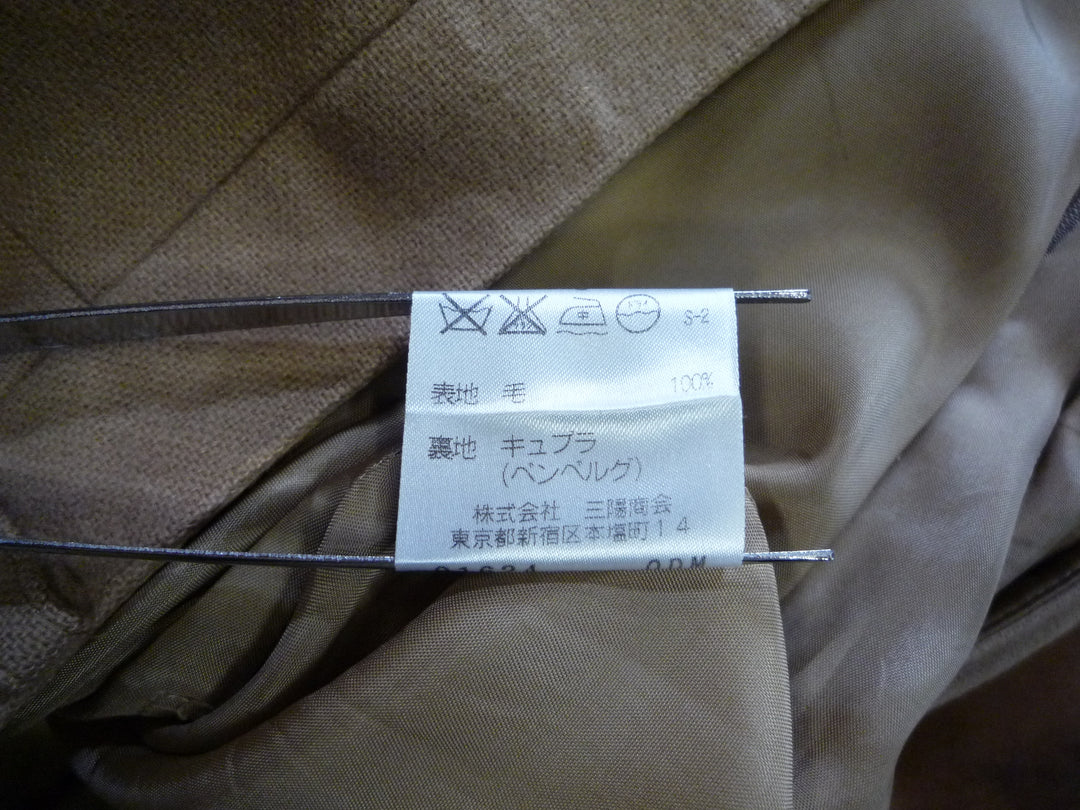 S-2
表地 毛 100%
裏地 キュプラ
(ベンベルグ)
株式会社 三陽商会
東京都新宿区本塩町14